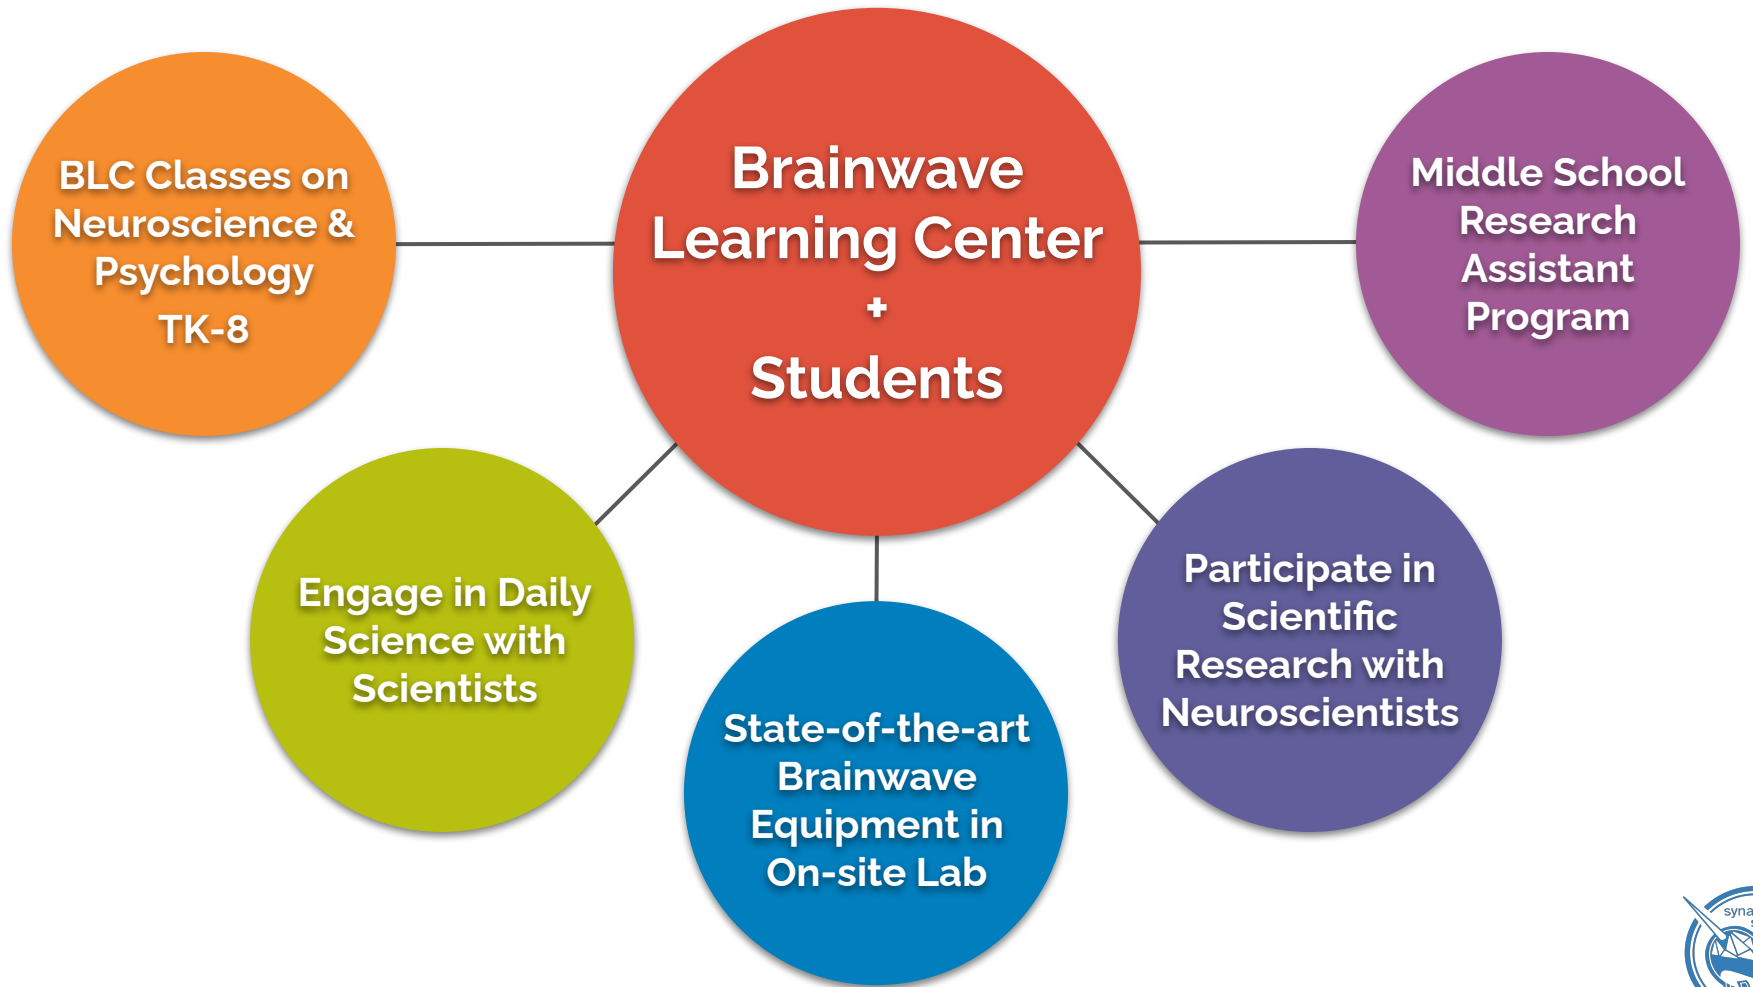 BLC Classes on
Neuroscience &
Psychology
TK-8
Brainwave
Learning Center
+
Students
Middle School
Research
Assistant
Program
Engage in Daily
Science with
Scientists
State-of-the-art
Brainwave
Equipment in
On-site Lab
Participate in
Scientific
Research with
Neuroscientists